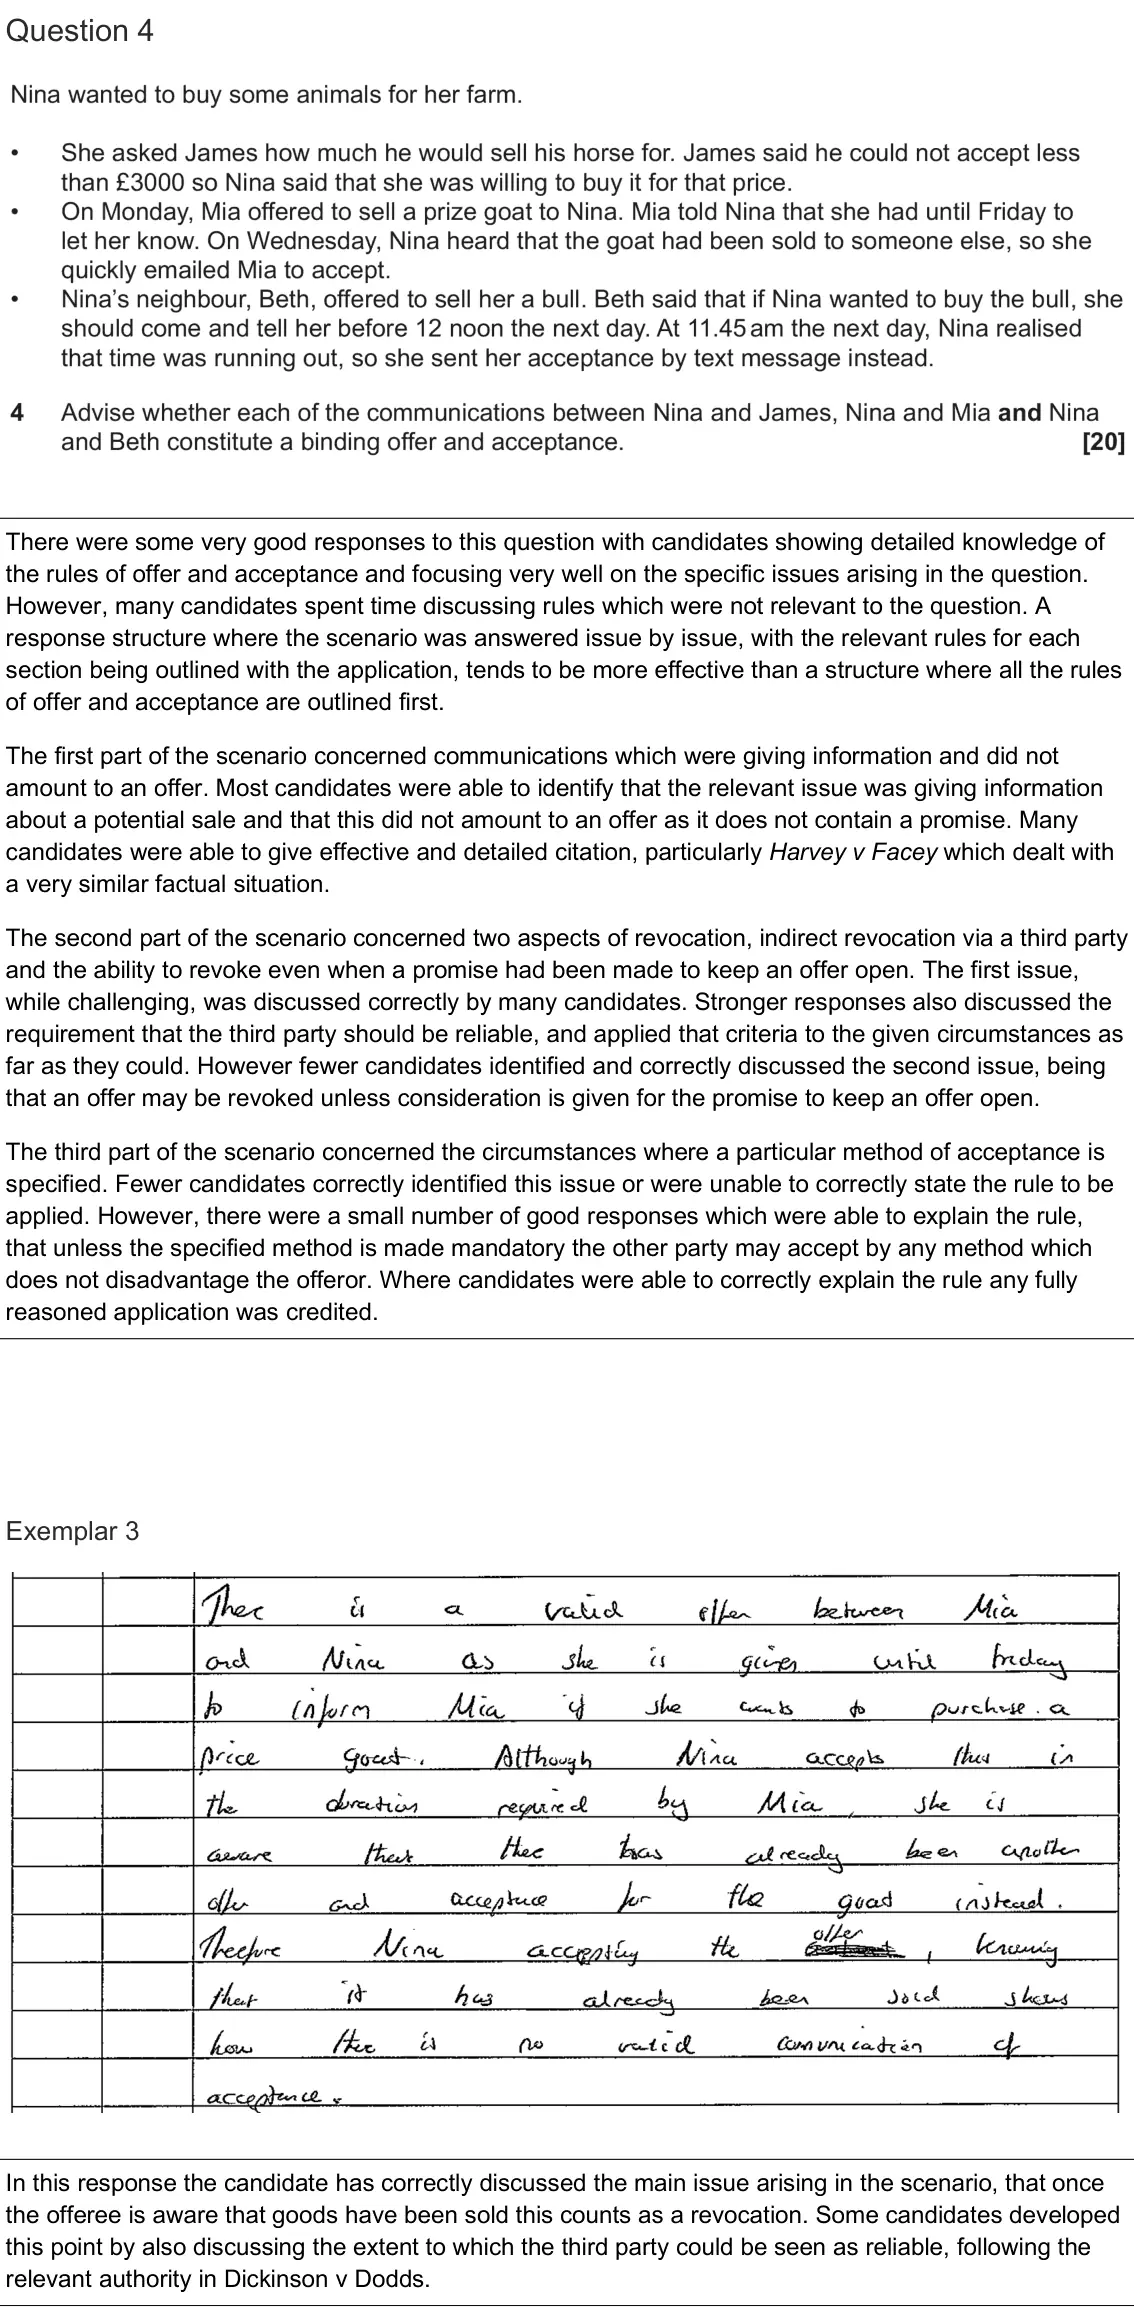 Question 4
Nina wanted to buy some animals for her farm.
• She asked James how much he would sell his horse for. James said he could not accept less
than £3000 so Nina said that she was willing to buy it for that price.
• On Monday, Mia offered to sell a prize goat to Nina. Mia told Nina that she had until Friday to
let her know. On Wednesday, Nina heard that the goat had been sold to someone else, so she
quickly emailed Mia to accept.
• Nina’s neighbour, Beth, offered to sell her a bull. Beth said that if Nina wanted to buy the bull, she
should come and tell her before 12 noon the next day. At 11.45 am the next day, Nina realised
that time was running out, so she sent her acceptance by text message instead.
4 Advise whether each of the communications between Nina and James, Nina and Mia and Nina
and Beth constitute a binding offer and acceptance. [20]
There were some very good responses to this question with candidates showing detailed knowledge of
the rules of offer and acceptance and focusing very well on the specific issues arising in the question.
However, many candidates spent time discussing rules which were not relevant to the question. A
response structure where the scenario was answered issue by issue, with the relevant rules for each
section being outlined with the application, tends to be more effective than a structure where all the rules
of offer and acceptance are outlined first.
The first part of the scenario concerned communications which were giving information and did not
amount to an offer. Most candidates were able to identify that the relevant issue was giving information
about a potential sale and that this did not amount to an offer as it does not contain a promise. Many
candidates were able to give effective and detailed citation, particularly Harvey v Facey which dealt with
a very similar factual situation.
The second part of the scenario concerned two aspects of revocation, indirect revocation via a third party
and the ability to revoke even when a promise had been made to keep an offer open. The first issue,
while challenging, was discussed correctly by many candidates. Stronger responses also discussed the
requirement that the third party should be reliable, and applied that criteria to the given circumstances as
far as they could. However fewer candidates identified and correctly discussed the second issue, being
that an offer may be revoked unless consideration is given for the promise to keep an offer open.
The third part of the scenario concerned the circumstances where a particular method of acceptance is
specified. Fewer candidates correctly identified this issue or were unable to correctly state the rule to be
applied. However, there were a small number of good responses which were able to explain the rule,
that unless the specified method is made mandatory the other party may accept by any method which
does not disadvantage the offeror. Where candidates were able to correctly explain the rule any fully
reasoned application was credited.
Exemplar 3
Thee is a valid offer between Mia
and Nina as she is given until friday
to inform Mia if she wants to purchase a
price goat. Although Nina accepts this in
the duration required by Mia, she is
aware that thee has already been another
offer and acceptance for the goat instead.
Therefore Nina accepting the offer, knowing
that it has already been sold shows
how thee is no valid communication of
acceptance.
In this response the candidate has correctly discussed the main issue arising in the scenario, that once
the offeree is aware that goods have been sold this counts as a revocation. Some candidates developed
this point by also discussing the extent to which the third party could be seen as reliable, following the
relevant authority in Dickinson v Dodds.